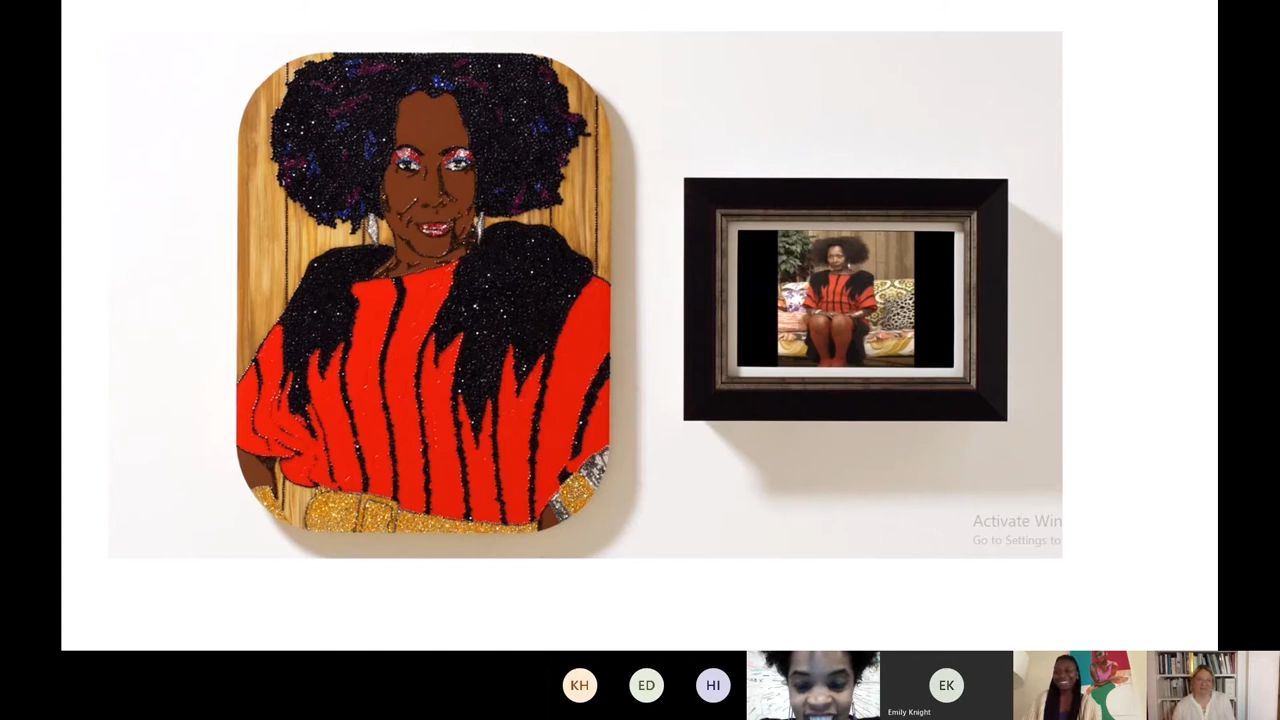 Activate Win
Go to Settings to
KH
ED
HI
EK
Emily Knight